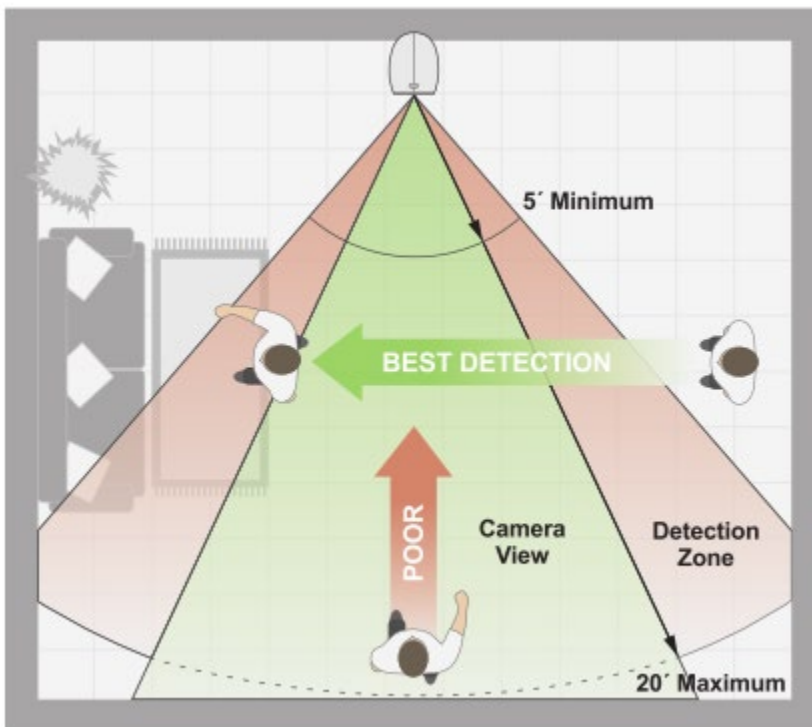 5´ Minimum
BEST DETECTION
POOR
Camera
View
Detection
Zone
20´ Maximum